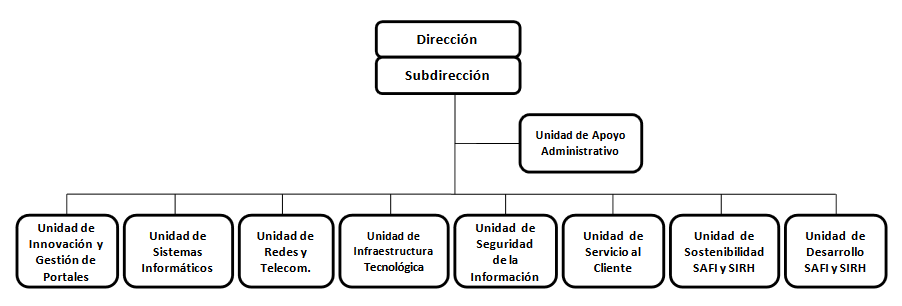 Dirección
Subdirección
Unidad de Apoyo
Administrativo
Unidad de
Innovación y
Gestión de
Portales
Unidad de
Sistemas
Informáticos
Unidad de
Redes y
Telecom.
Unidad de
Infraestructura
Tecnológica
Unidad de
Seguridad
de la
Información
Unidad de
Servicio al
Cliente
Unidad de
Sostenibilidad
SAFI y SIRH
Unidad de
Desarrollo
SAFI y SIRH